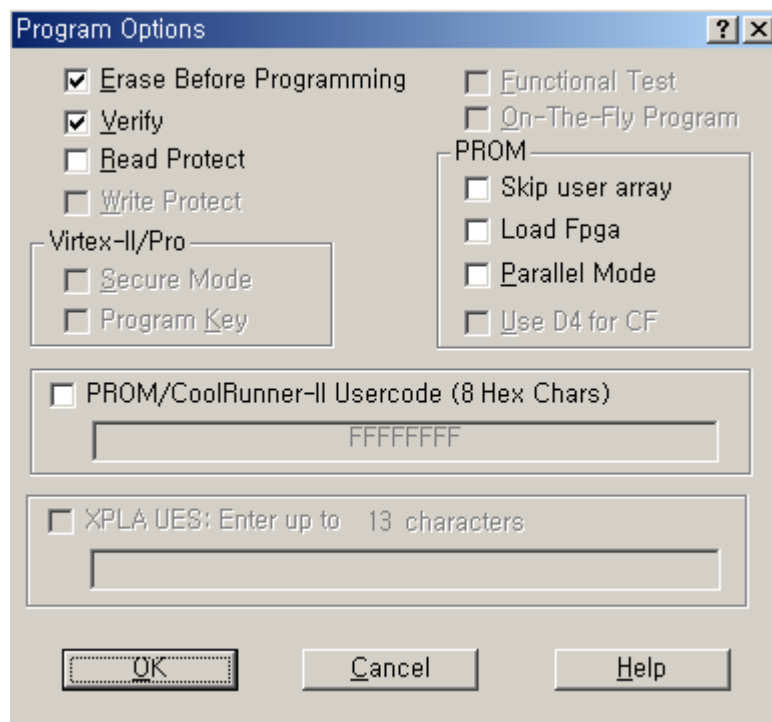 Program Options
Erase Before Programming
Verify
Read Protect
Write Protect
Functional Test
On-The-Fly Program
Virtex-II/Pro
Secure Mode
Program Key
PROM
Skip user array
Load Fpga
Parallel Mode
Use D4 for CF
PROM/CoolRunner-II Usercode (8 Hex Chars)
FFFFFFFF
XPLA UES: Enter up to 13 characters
OK Cancel Help